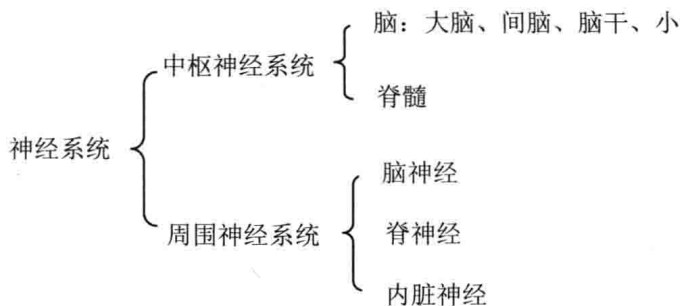 脑：大脑、间脑、脑干、小
中枢神经系统
脊髓
神经系统
脑神经
周围神经系统
脊神经
内脏神经